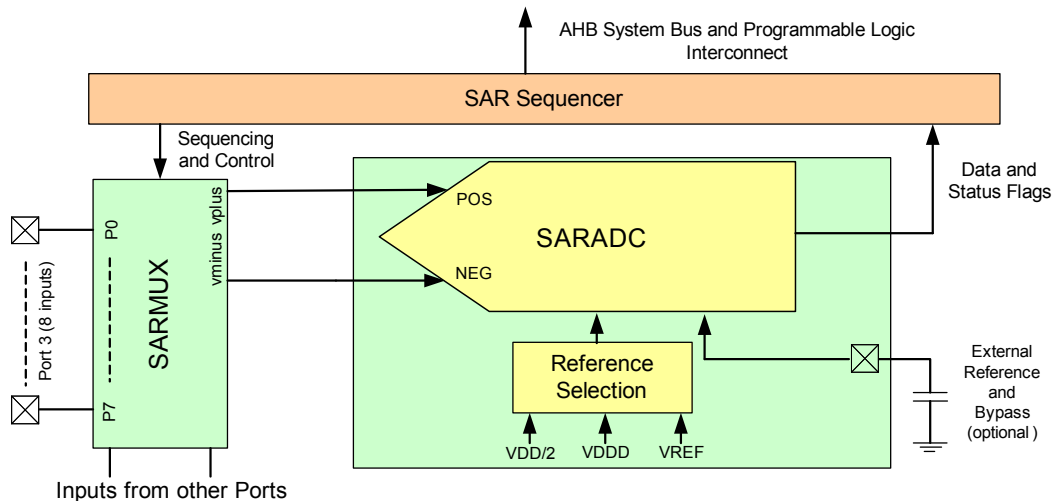 AHB System Bus and Programmable Logic
Interconnect
SAR Sequencer
Sequencing
and Control
Data and
Status Flags
vminus vplus
POS
SARADC
NEG
P0
Port 3 (8 inputs)
SARMUX
P7
Reference
Selection
External
Reference
and
Bypass
(optional )
VDD/2
VDDD
VREF
Inputs from other Ports